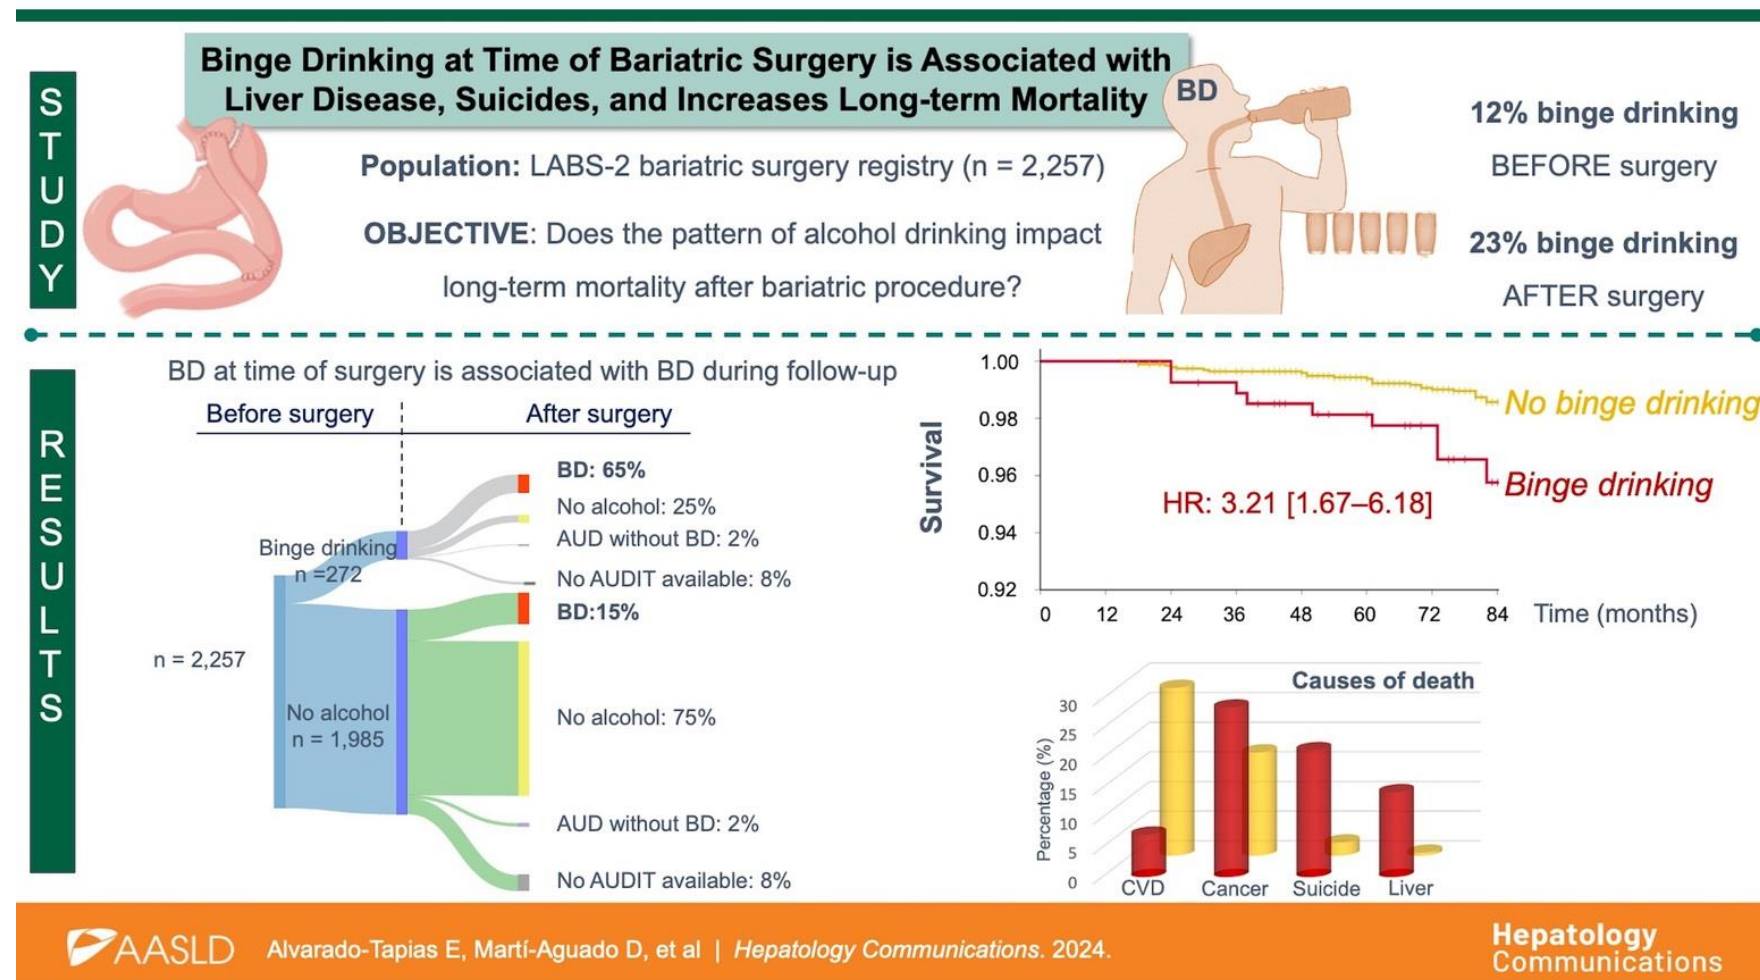 STUDY
Binge Drinking at Time of Bariatric Surgery is Associated with
Liver Disease, Suicides, and Increases Long-term Mortality
Population: LABS-2 bariatric surgery registry (n = 2,257)
OBJECTIVE: Does the pattern of alcohol drinking impact
long-term mortality after bariatric procedure?
BD
12% binge drinking
BEFORE surgery
23% binge drinking
AFTER surgery
RESULTS
BD at time of surgery is associated with BD during follow-up
Before surgery
After surgery
n = 2,257
Binge drinking
n =272
No alcohol
n = 1,985
BD: 65%
No alcohol: 25%
AUD without BD: 2%
No AUDIT available: 8%
BD:15%
No alcohol: 75%
AUD without BD: 2%
No AUDIT available: 8%
Survival
1.00
0.98
0.96
0.94
0.92
No binge drinking
Binge drinking
HR: 3.21 [1.67–6.18]
0 12 24 36 48 60 72 84
Time (months)
Causes of death
Percentage (%)
30
25
20
15
10
5
0
CVD Cancer Suicide Liver
AASLD
Alvarado-Tapias E, Martí-Aguado D, et al | Hepatology Communications. 2024.
Hepatology
Communications